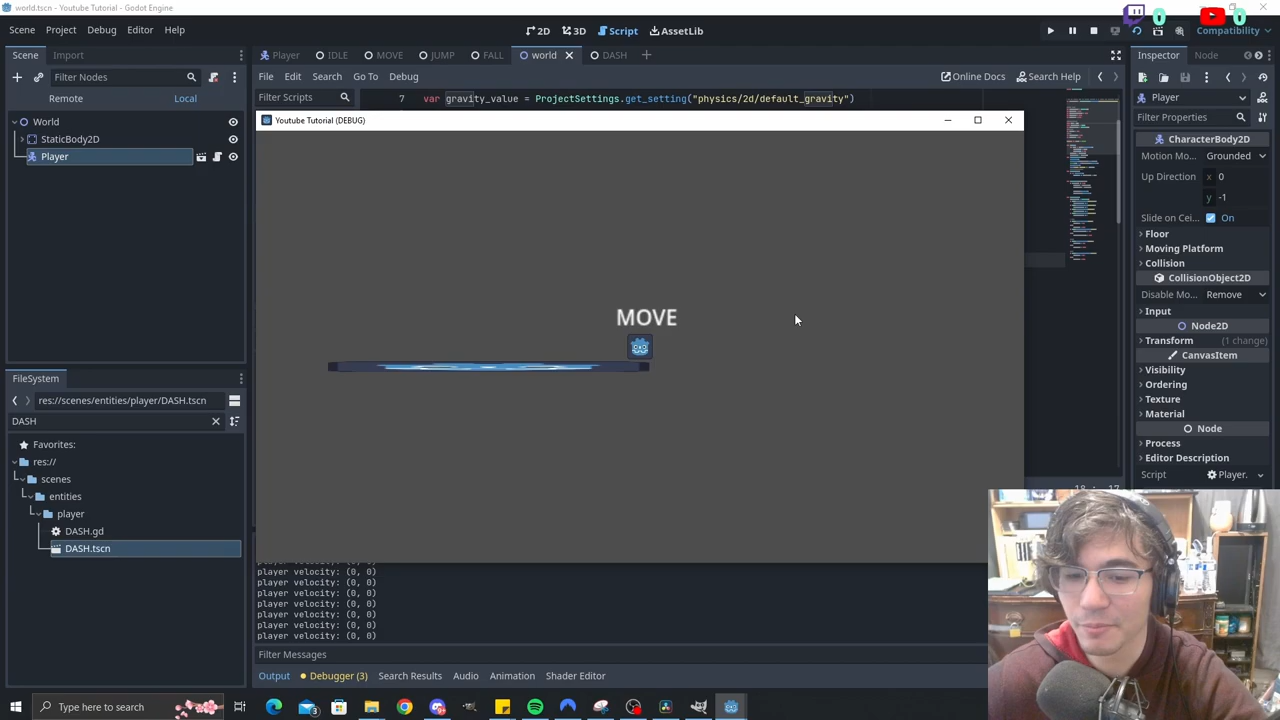 world.tscn - Youtube Tutorial - Godot Engine
0
0
Scene
Project
Debug
Editor
Help
2D
3D
Script
AssetLib
Compatibility
Scene
Import
Player
IDLE
MOVE
JUMP
FALL
world
DASH
Inspector
Node
Filter Nodes
File
Edit
Search
Go To
Debug
Online Docs
Search Help
Remote
Local
Filter Scripts
7
var gravity_value = ProjectSettings.get_setting("physics/2d/default_gravity")
World
StaticBody2D
Player
Youtube Tutorial (DEBUG)
MOVE
Player
Filter Properties
CharacterBody2D
Motion Mo...
Grounded
Up Direction
x
0
y
-1
Slide on Cei...
On
Floor
Moving Platform
Collision
CollisionObject2D
Disable Mo...
Remove
Input
Node2D
Transform
(1 change)
CanvasItem
Visibility
Ordering
Texture
Material
Node
Process
Editor Description
Script
Player.
FileSystem
res://scenes/entities/player/DASH.tscn
DASH
Favorites:
res://
scenes
entities
player
DASH.gd
DASH.tscn
player velocity: (0, 0)
player velocity: (0, 0)
player velocity: (0, 0)
player velocity: (0, 0)
player velocity: (0, 0)
player velocity: (0, 0)
player velocity: (0, 0)
Filter Messages
Output
Debugger (3)
Search Results
Audio
Animation
Shader Editor
Type here to search